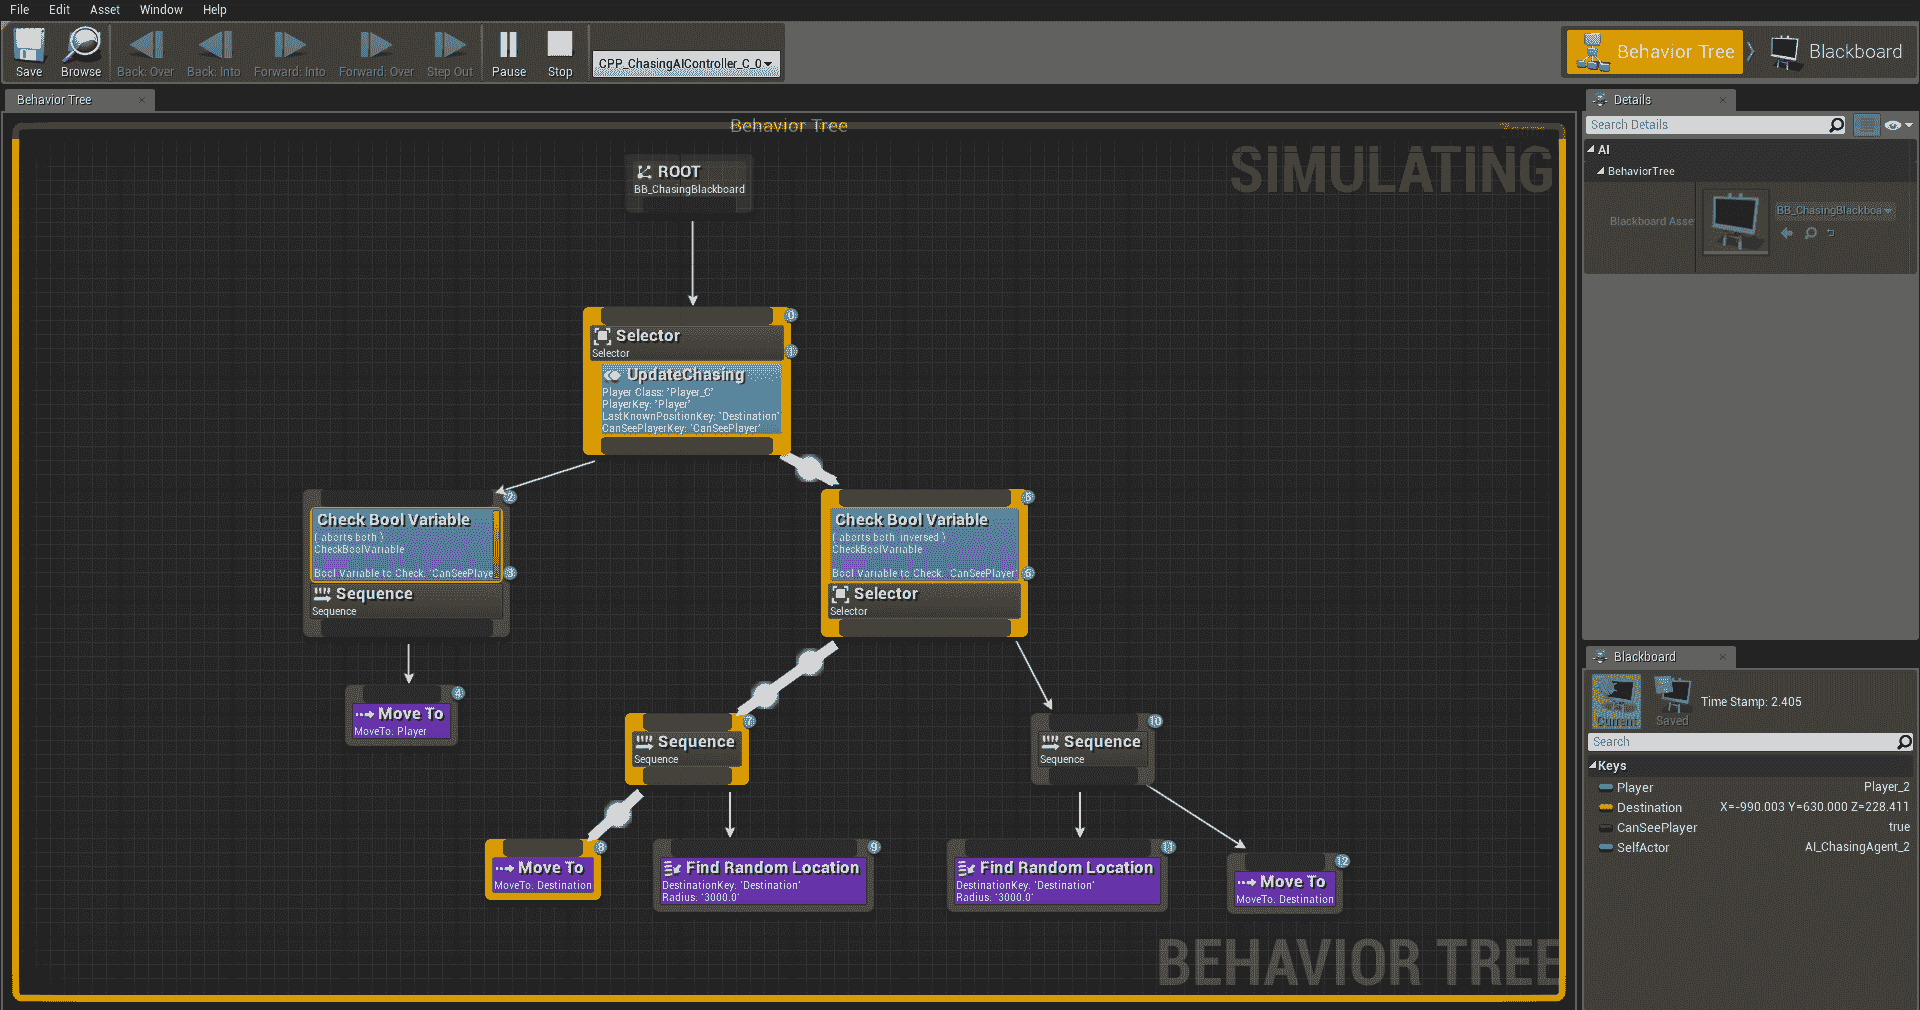 File Edit Asset Window Help
Save Browse Back: Over Back: Into Forward: Into Forward: Over Step Out Pause Stop CPP_ChasingAIController_C_0
Behavior Tree Blackboard
Behavior Tree
Behavior Tree
SIMULATING
ROOT
BB_ChasingBlackboard
0
Selector
Selector
1
UpdateChasing
Player Class: 'Player_C'
PlayerKey: 'Player'
LastKnownPositionKey: 'Destination'
CanSeePlayerKey: 'CanSeePlayer'
2
Check Bool Variable
( aborts both )
CheckBoolVariable
Bool Variable to Check: 'CanSeePlaye
3
Sequence
Sequence
4
Move To
MoveTo: Player
5
Check Bool Variable
( aborts both inversed )
CheckBoolVariable
Bool Variable to Check: 'CanSeePlayer'
6
Selector
Selector
7
Sequence
Sequence
8
Move To
MoveTo: Destination
9
Find Random Location
DestinationKey: 'Destination'
Radius: '3000.0'
10
Sequence
Sequence
11
Find Random Location
DestinationKey: 'Destination'
Radius: '3000.0'
12
Move To
MoveTo: Destination
BEHAVIOR TREE
Details
Search Details
AI
BehaviorTree
Blackboard Asse
BB_ChasingBlackboa
Blackboard
Current Saved Time Stamp: 2.405
Search
Keys
Player Player_2
Destination X=-990.003 Y=630.000 Z=228.411
CanSeePlayer true
SelfActor AI_ChasingAgent_2